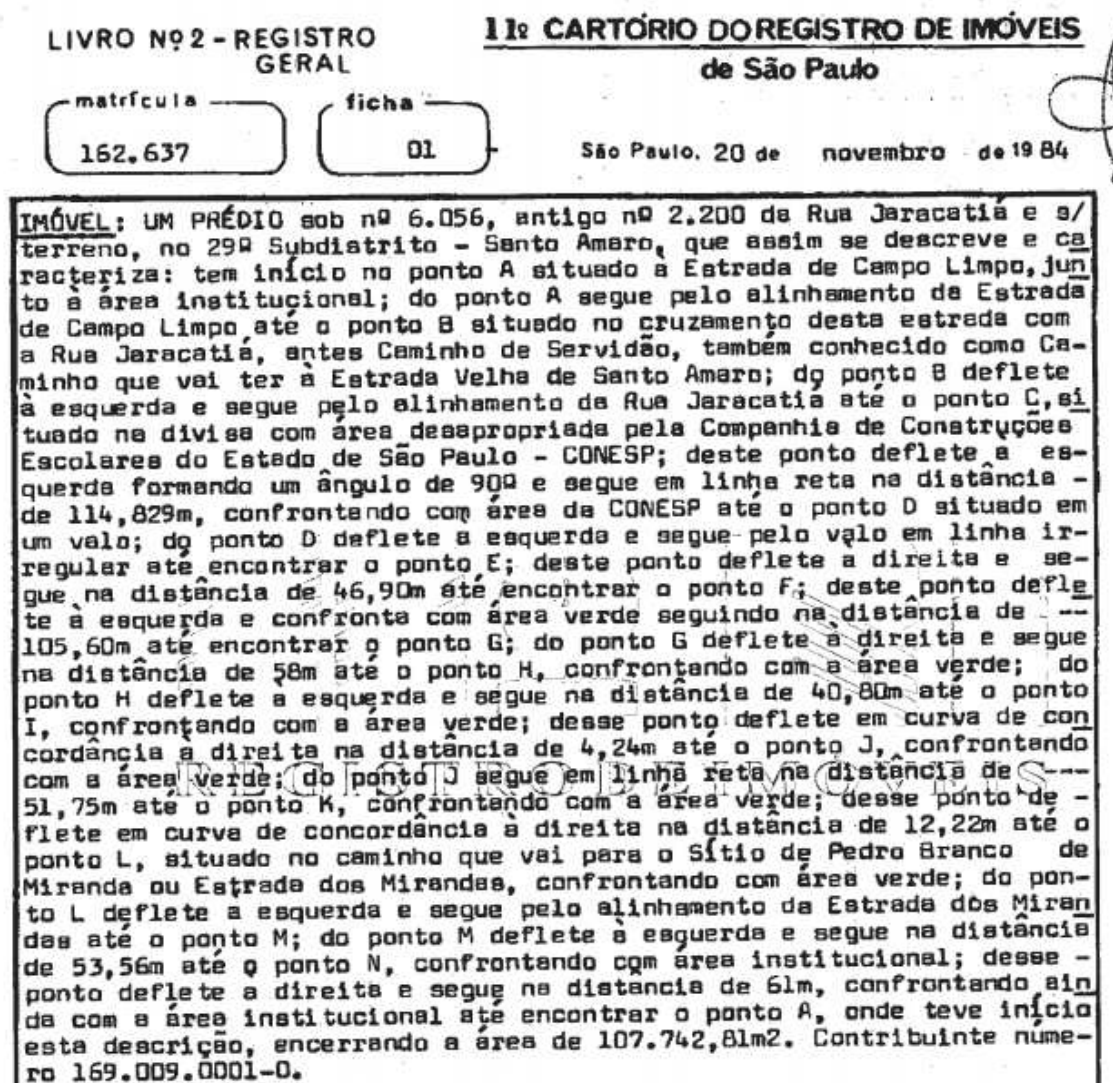 LIVRO Nº 2 - REGISTRO
GERAL
11º CARTÓRIO DO REGISTRO DE IMÓVEIS
de São Paulo
matrícula
162.637
ficha
01
São Paulo, 20 de novembro de 1984
IMÓVEL: UM PRÉDIO sob nº 6.056, antigo nº 2.200 da Rua Jaracatiá e s/
terreno, no 29º Subdistrito - Santo Amaro, que assim se descreve e ca
racteriza: tem início no ponto A situado à Estrada de Campo Limpo, jun
to à área institucional; do ponto A segue pelo alinhamento da Estrada
de Campo Limpo até o ponto B situado no cruzamento desta estrada com
a Rua Jaracatiá, antes Caminho de Servidão, também conhecido como Ca-
minho que vai ter à Estrada Velha de Santo Amaro; do ponto B deflete
à esquerda e segue pelo alinhamento da Rua Jaracatiá até o ponto C, si
tuado na divisa com área desapropriada pela Companhia de Construções
Escolares do Estado de São Paulo - CONESP; deste ponto deflete a es-
querda formando um ângulo de 90º e segue em linha reta na distância -
de 114,829m, confrontando com área da CONESP até o ponto D situado em
um valo; do ponto D deflete a esquerda e segue pelo valo em linha ir-
regular até encontrar o ponto E; deste ponto deflete a direita e se-
gue na distância de 46,90m até encontrar o ponto F; deste ponto defle
te à esquerda e confronta com área verde seguindo na distância de --
105,60m até encontrar o ponto G; do ponto G deflete à direita e segue
na distância de 58m até o ponto H, confrontando com a área verde; do
ponto H deflete a esquerda e segue na distância de 40,80m até o ponto
I, confrontando com a área verde; desse ponto deflete em curva de con
cordância à direita na distância de 4,24m até o ponto J, confrontando
com a área verde; do ponto J segue em linha reta na distância de ---
51,75m até o ponto K, confrontando com a área verde; desse ponto de -
flete em curva de concordância à direita na distância de 12,22m até o
ponto L, situado no caminho que vai para o Sítio de Pedro Branco de
Miranda ou Estrada dos Mirandas, confrontando com área verde; do pon-
to L deflete a esquerda e segue pelo alinhamento da Estrada dos Miran
das até o ponto M; do ponto M deflete à esquerda e segue na distância
de 53,56m até o ponto N, confrontando com área institucional; desse -
ponto deflete a direita e segue na distancia de 61m, confrontando ain
da com a área institucional até encontrar o ponto A, onde teve início
esta descrição, encerrando a área de 107.742,81m2. Contribuinte núme-
ro 169.009.0001-0.
REGISTRO DE IMÓVEIS